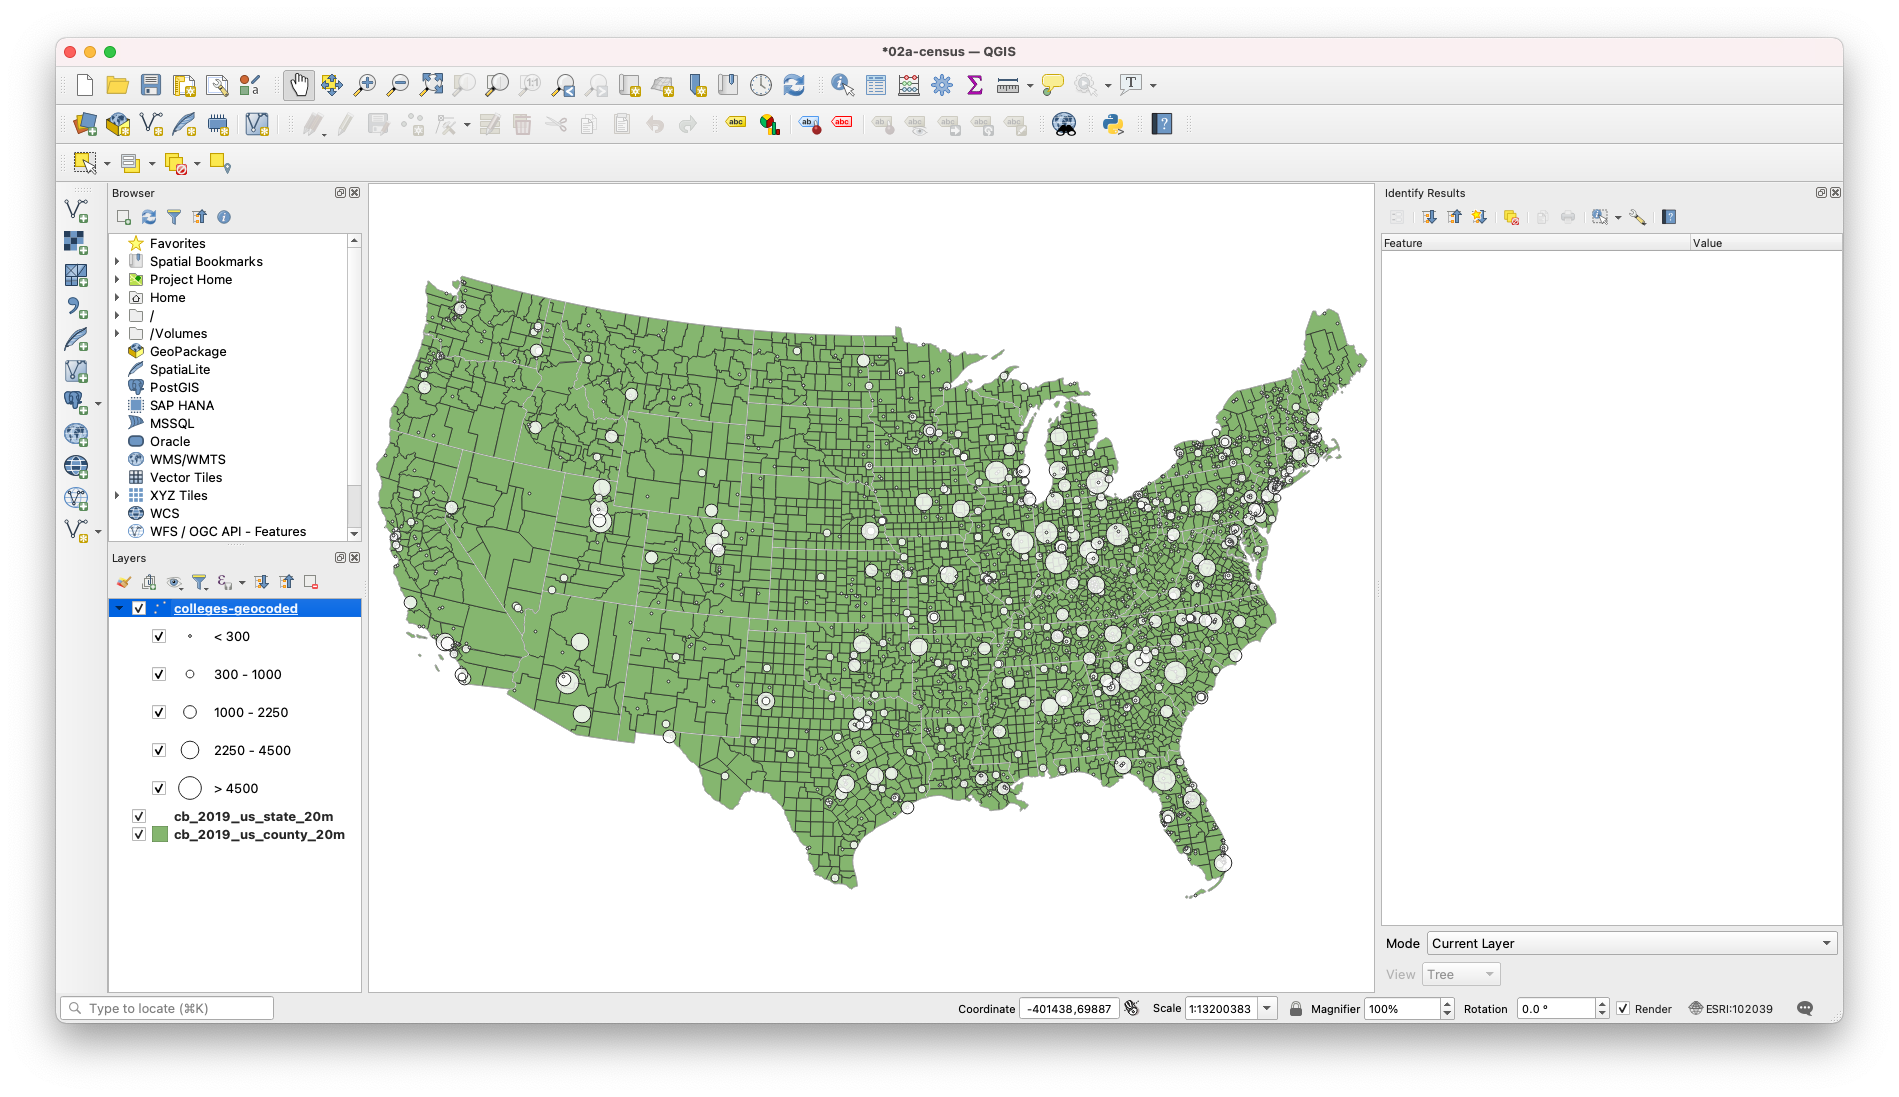 *02a-census — QGIS
Browser
Favorites
Spatial Bookmarks
Project Home
Home
/
/Volumes
GeoPackage
SpatiaLite
PostGIS
SAP HANA
MSSQL
Oracle
WMS/WMTS
Vector Tiles
XYZ Tiles
WCS
WFS / OGC API - Features
Layers
colleges-geocoded
< 300
300 - 1000
1000 - 2250
2250 - 4500
> 4500
cb_2019_us_state_20m
cb_2019_us_county_20m
Identify Results
Feature Value
Mode Current Layer
View Tree
Type to locate (⌘K)
Coordinate -401438,69887 Scale 1:13200383 Magnifier 100% Rotation 0.0 ° Render ESRI:102039